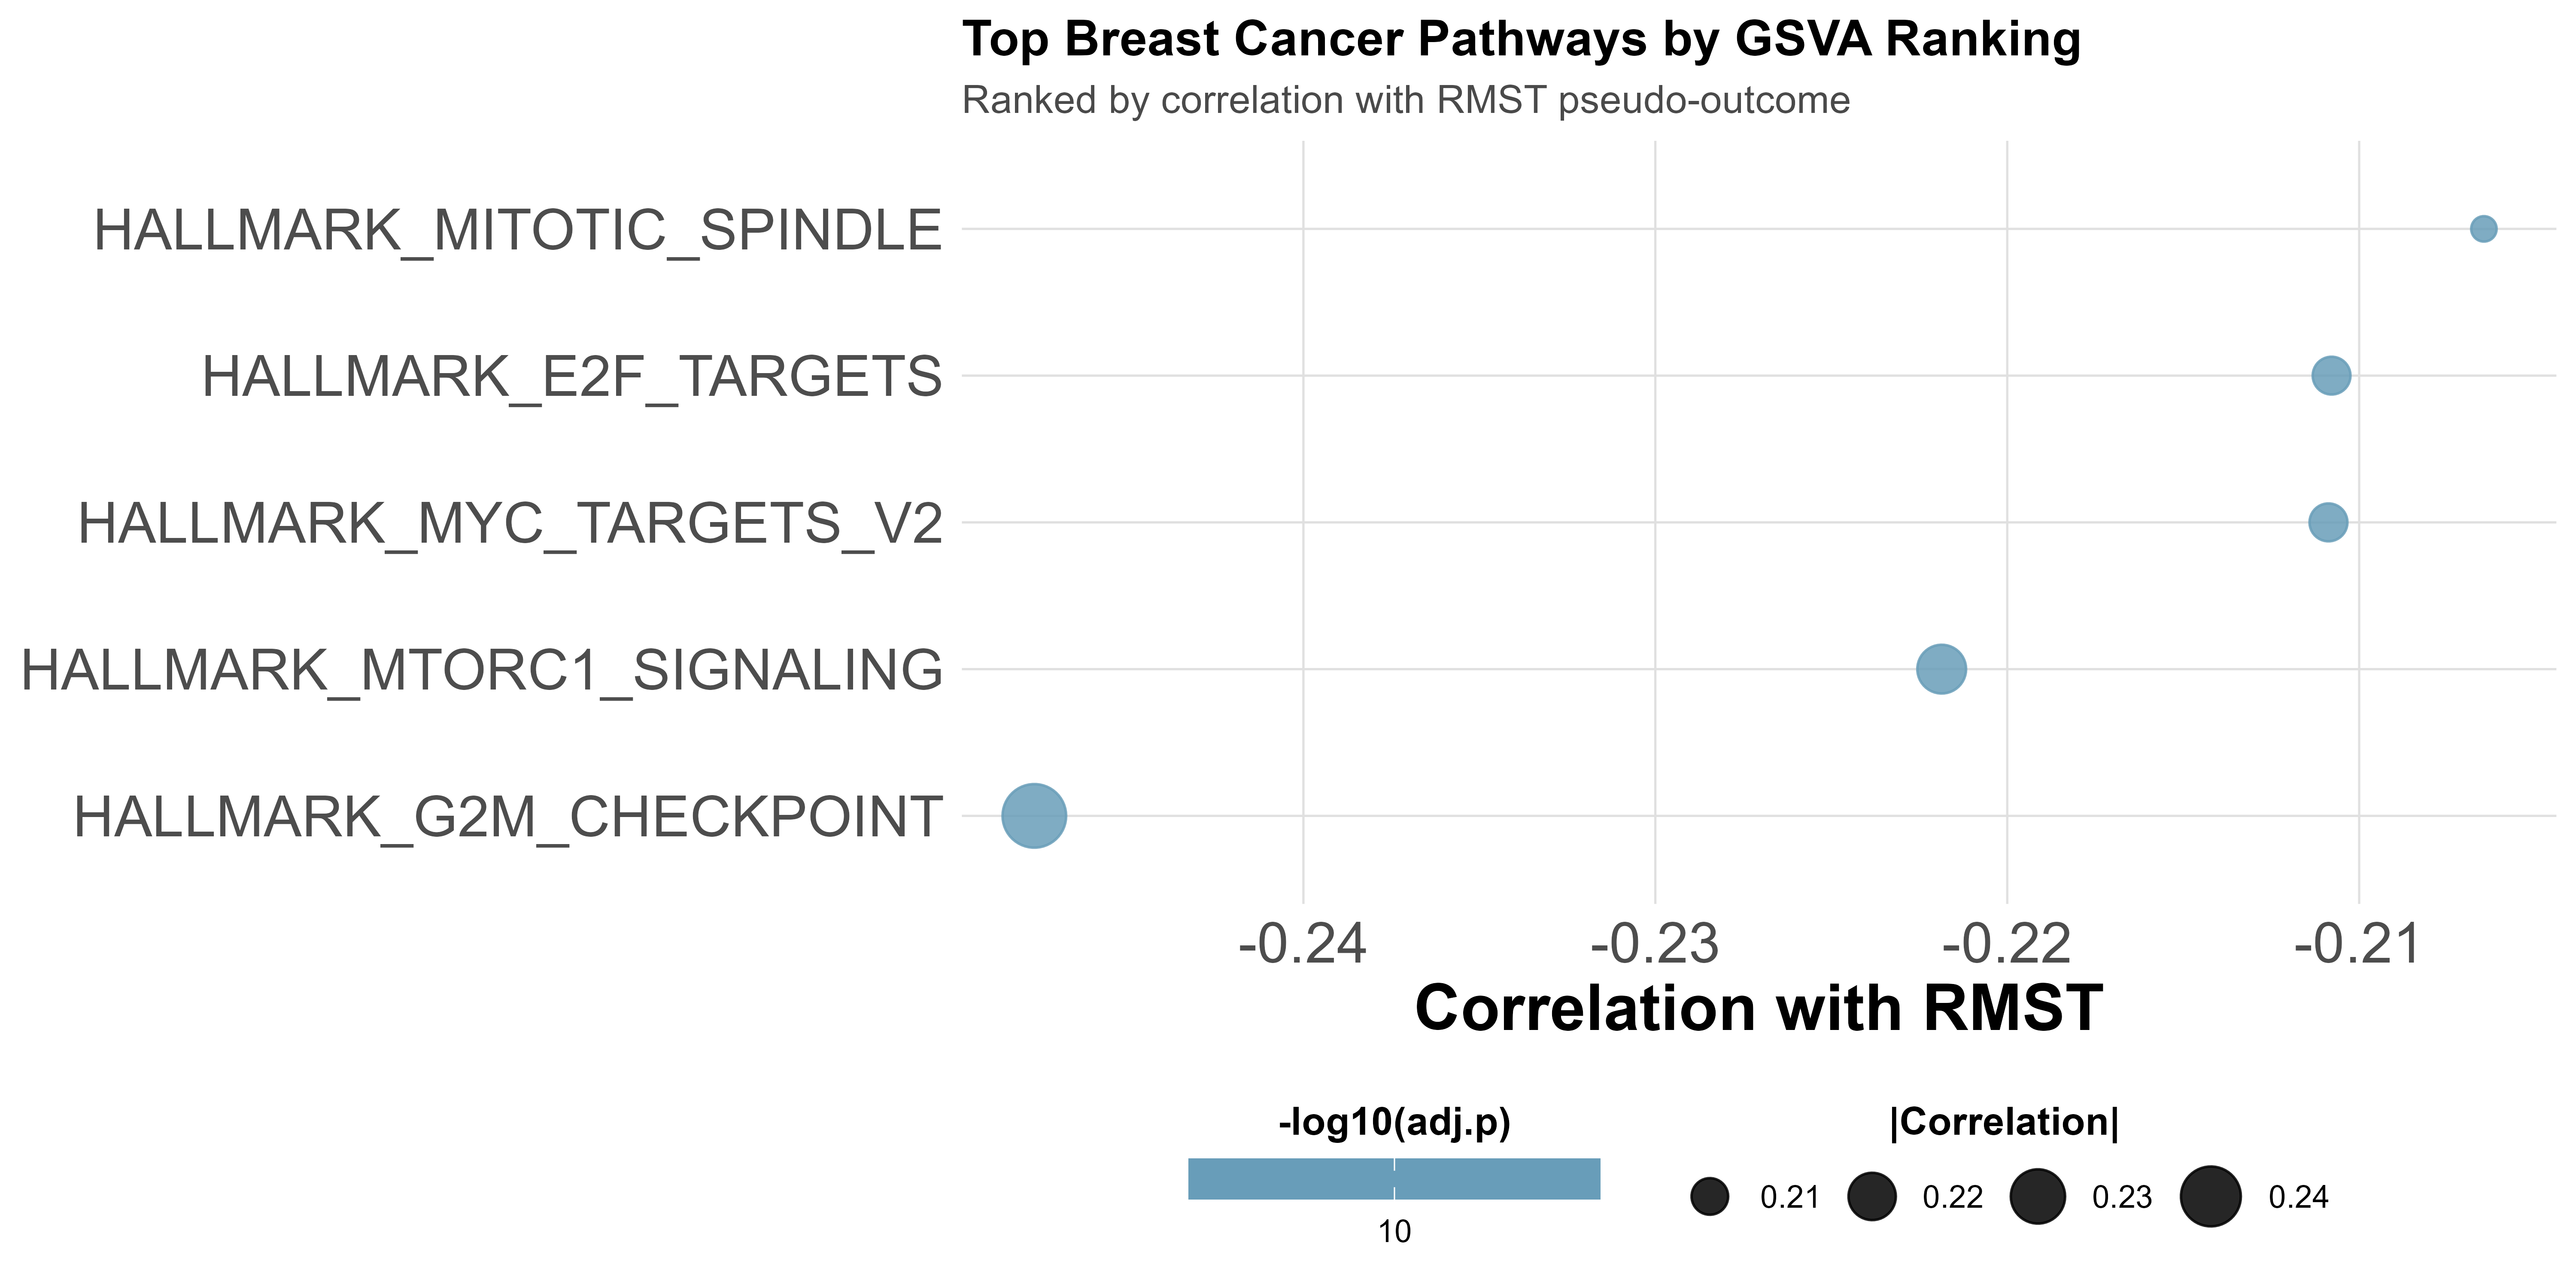 Top Breast Cancer Pathways by GSVA Ranking
Ranked by correlation with RMST pseudo-outcome
HALLMARK_MITOTIC_SPINDLE
HALLMARK_E2F_TARGETS
HALLMARK_MYC_TARGETS_V2
HALLMARK_MTORC1_SIGNALING
HALLMARK_G2M_CHECKPOINT
-0.24 -0.23 -0.22 -0.21
Correlation with RMST
-log10(adj.p)
10
|Correlation|
0.21 0.22 0.23 0.24